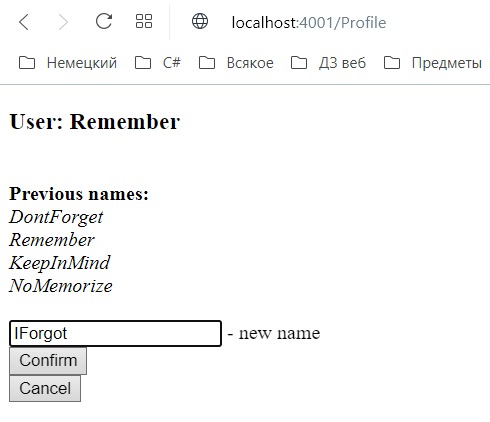 localhost:4001/Profile
Немецкий C# Всякое ДЗ веб Предметы
User: Remember
Previous names:
DontForget
Remember
KeepInMind
NoMemorize
IForgot - new name
Confirm
Cancel